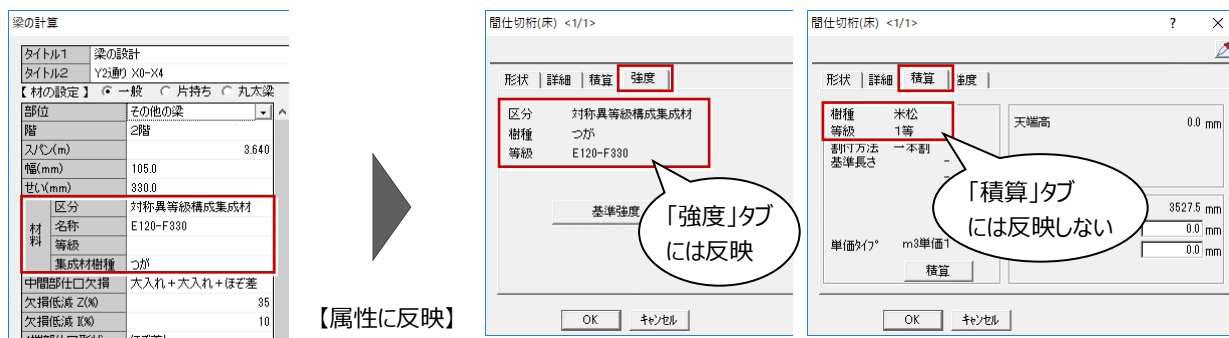 梁の計算
タイトル1 梁の設計
タイトル2 Y2通り X0-X4
【材の設定】 一般 片持ち 丸太梁
部位 その他の梁
階 2階
スパン(m) 3.640
幅(mm) 105.0
せい(mm) 330.0
材料
区分 対称異等級構成集成材
名称 E120-F330
等級
集成材樹種 つが
中間部仕口欠損 大入れ+大入れ+ほぞ差
欠損低減 Z(%) 35
欠損低減 I(%) 10
【属性に反映】
間仕切桁(床) <1/1>
形状 詳細 積算 強度
区分 対称異等級構成集成材
樹種 つが
等級 E120-F330
基準強度
「強度」タブ
には反映
OK キャンセル
間仕切桁(床) <1/1> ? ×
形状 詳細 積算 強度
樹種 米松
等級 1等
割付方法 一本割
基準長さ -
-
天端高 0.0 mm
「積算」タブ
には反映しない
3527.5 mm
0.0 mm
0.0 mm
単価タイプ m3単価1
積算
OK キャンセル